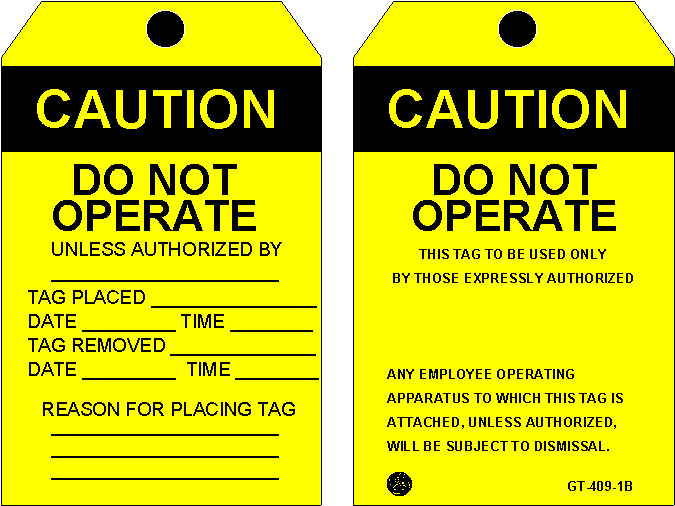 CAUTION
DO NOT
OPERATE
UNLESS AUTHORIZED BY
TAG PLACED
DATE TIME
TAG REMOVED
DATE TIME
REASON FOR PLACING TAG
CAUTION
DO NOT
OPERATE
THIS TAG TO BE USED ONLY
BY THOSE EXPRESSLY AUTHORIZED
ANY EMPLOYEE OPERATING
APPARATUS TO WHICH THIS TAG IS
ATTACHED, UNLESS AUTHORIZED,
WILL BE SUBJECT TO DISMISSAL.
GT-409-1B